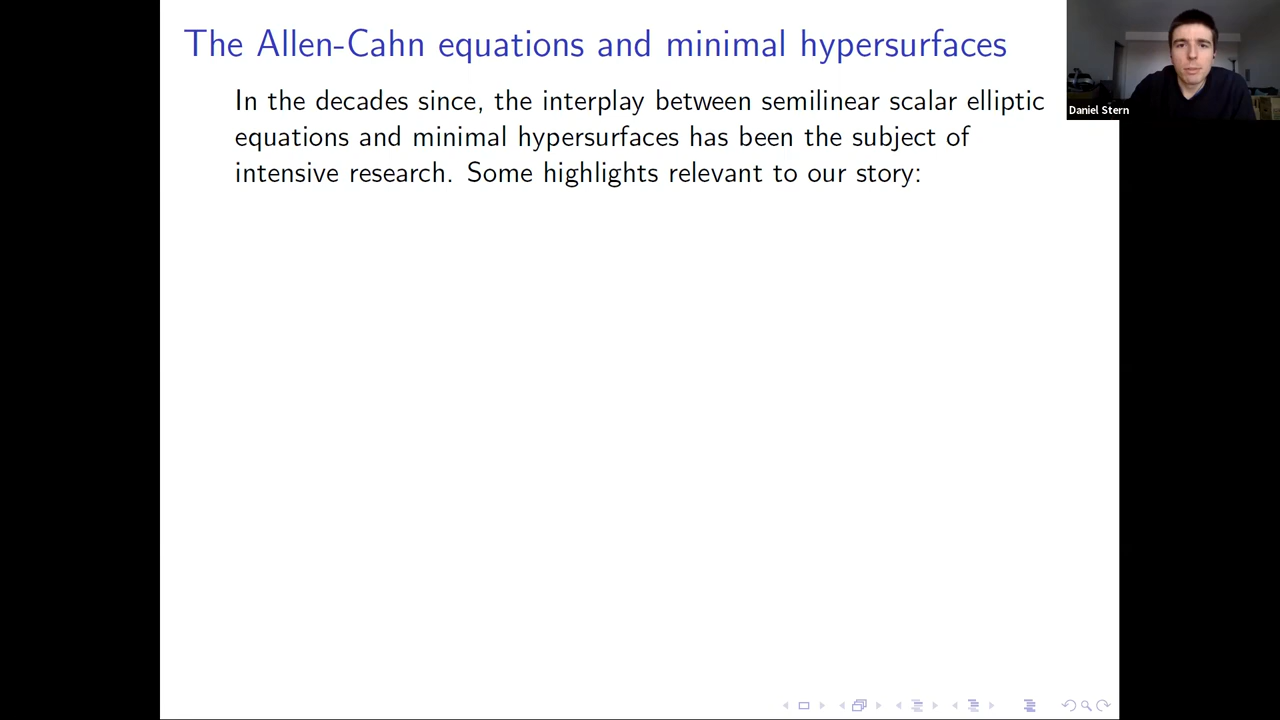 The Allen-Cahn equations and minimal hypersurfaces
In the decades since, the interplay between semilinear scalar elliptic
equations and minimal hypersurfaces has been the subject of
intensive research. Some highlights relevant to our story:
Daniel Stern